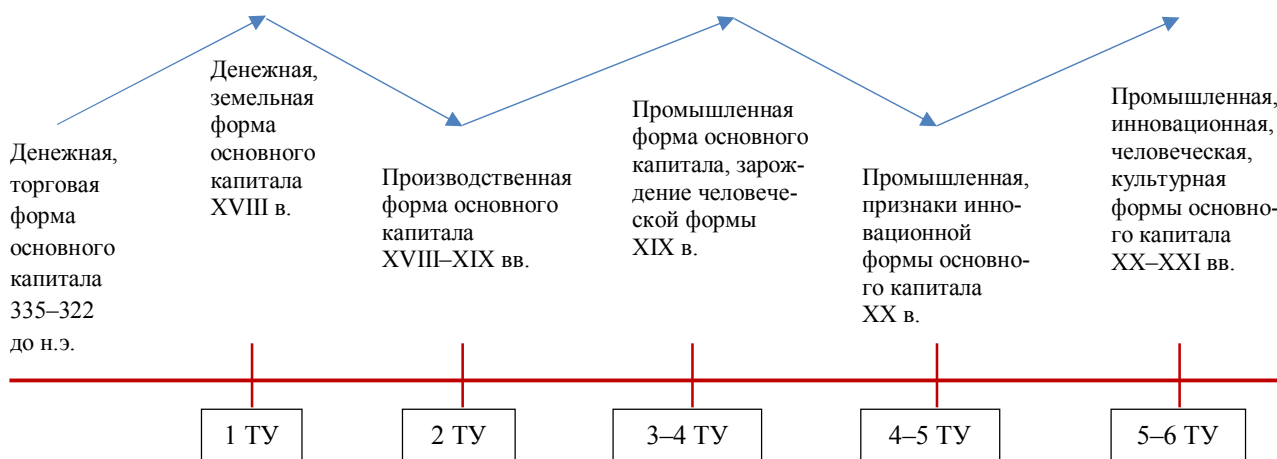 Денежная,
торговая
форма
основного
капитала
335–322
до н.э.
Денежная,
земельная
форма
основного
капитала
XVIII в.
Производственная
форма основного
капитала
XVIII–XIX вв.
Промышленная
форма основного
капитала, зарож-
дение человече-
ской формы
XIX в.
Промышленная,
признаки инно-
вационной
формы основно-
го капитала
XX в.
Промышленная,
инновационная,
человеческая,
культурная
формы основно-
го капитала
XX–XXI вв.
1 ТУ
2 ТУ
3–4 ТУ
4–5 ТУ
5–6 ТУ